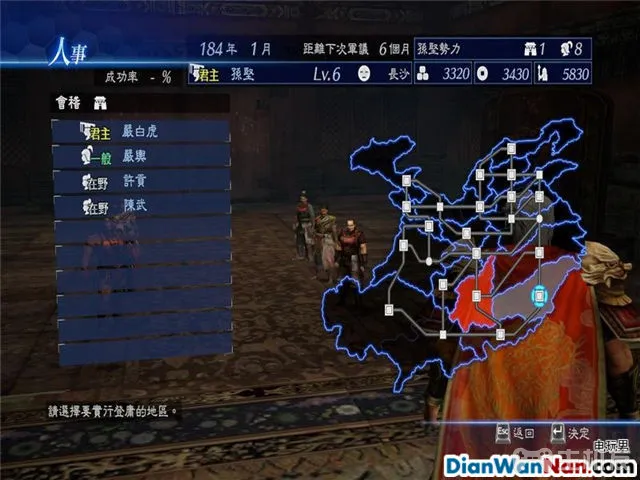 人事
184年 1月 距離下次軍議 6個月 孫堅勢力 1 8
成功率 - % 君主 孫堅 Lv.6 長沙 3320 3430 5830
會稽
君主 嚴白虎
一般 嚴輿
在野 許貢
在野 陳武
請選擇要實行登庸的地區。
Esc 返回 決定
电玩男
DianWanNan.com